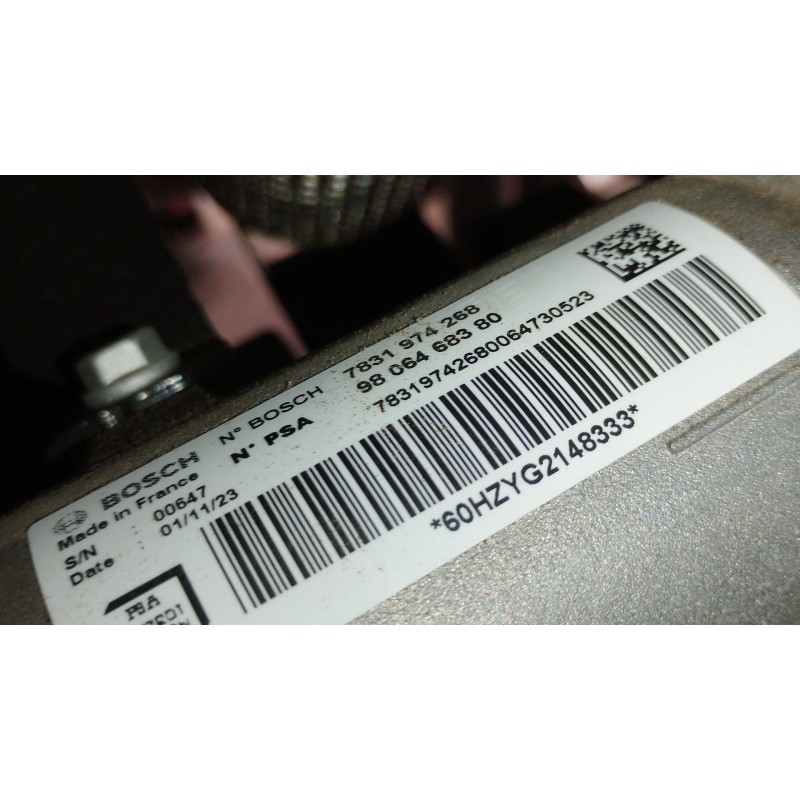 BOSCH
Made in France
S/N 00647
Date 01/11/23
N° BOSCH 7831 974 268
N° PSA 98 064 683 80
78319742680064730523
*60HZYG2148333*
PSA